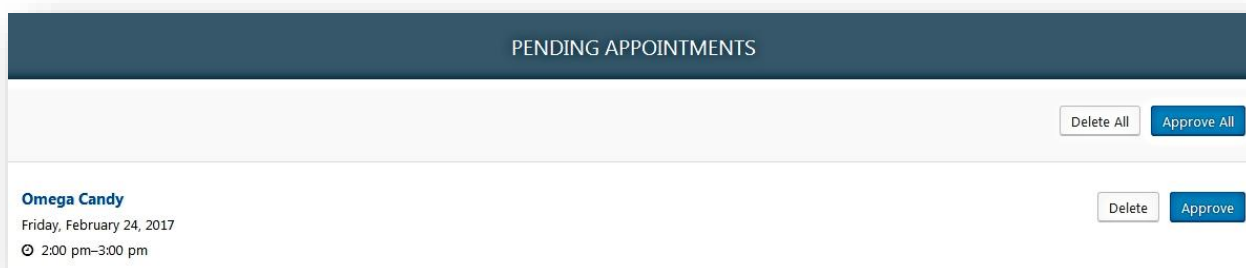 PENDING APPOINTMENTS
Delete All Approve All
Omega Candy
Delete Approve
Friday, February 24, 2017
2:00 pm–3:00 pm